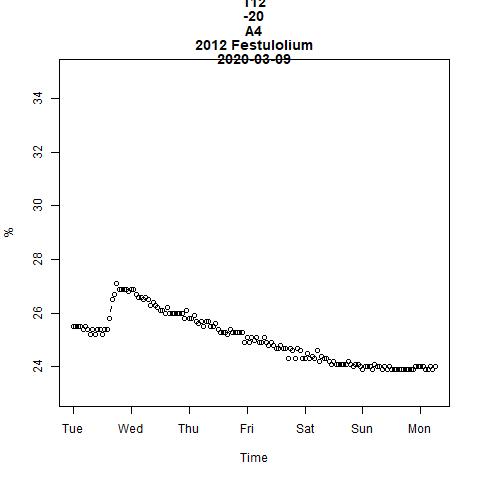 T12
-20
A4
2012 Festulolium
2020-03-09
34
32
30
28
26
24
%
Tue Wed Thu Fri Sat Sun Mon
Time